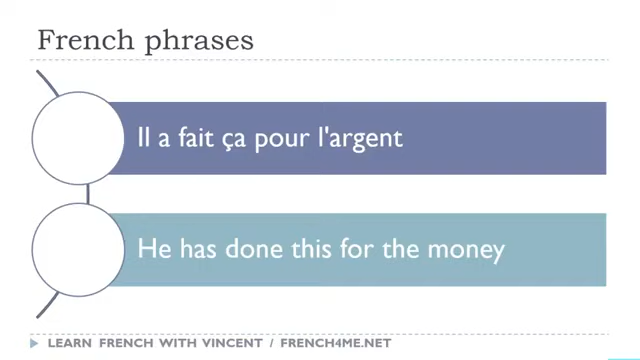 French phrases
Il a fait ça pour l'argent
He has done this for the money
LEARN FRENCH WITH VINCENT / FRENCH4ME.NET